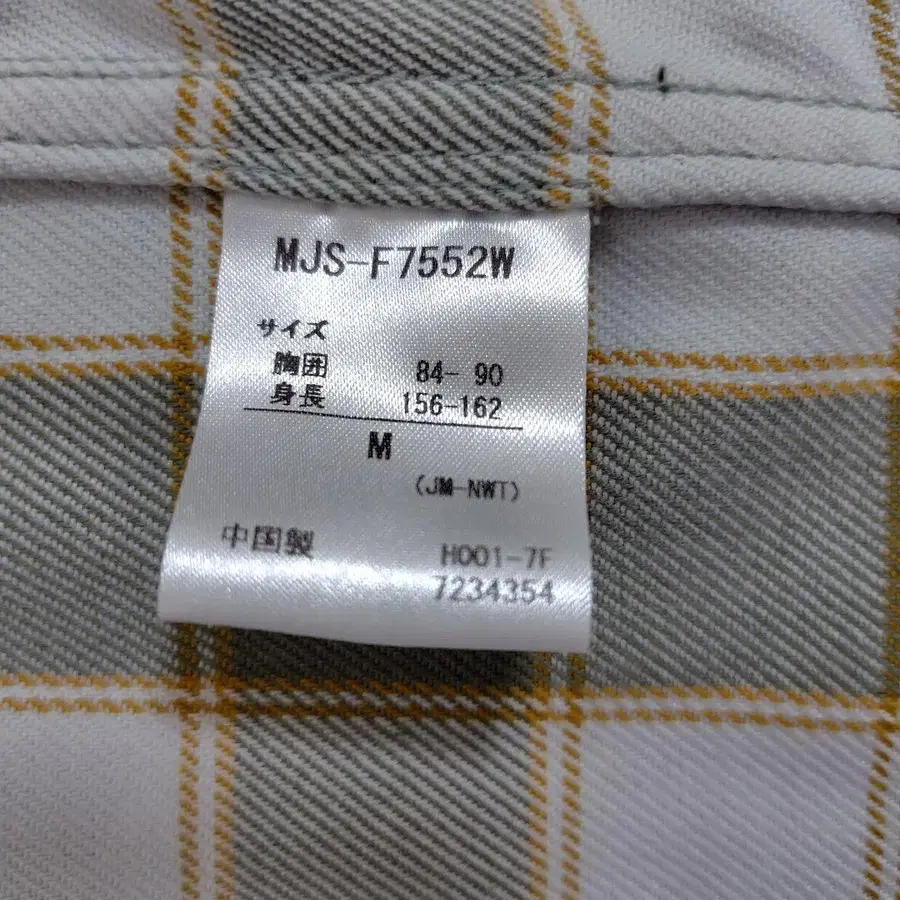 MJS-F7552W
サイズ
胸囲 84- 90
身長 156-162
M
(JM-NWT)
中国製 H001-7F
7234354